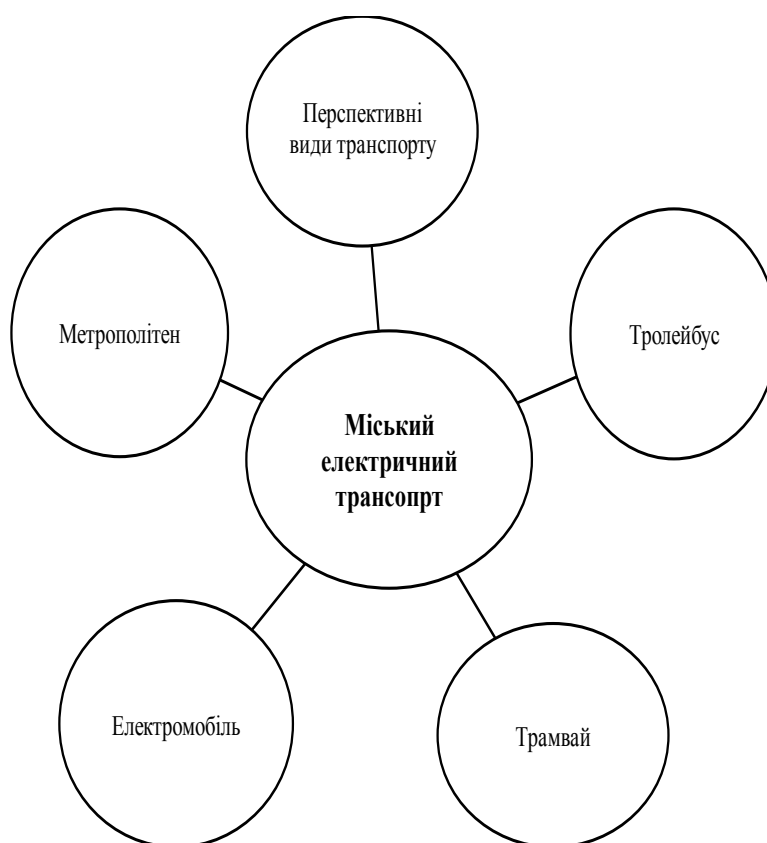 Перспективні
види транспорту
Метрополітен
Тролейбус
Міський
електричний
трансопрт
Електромобіль
Трамвай